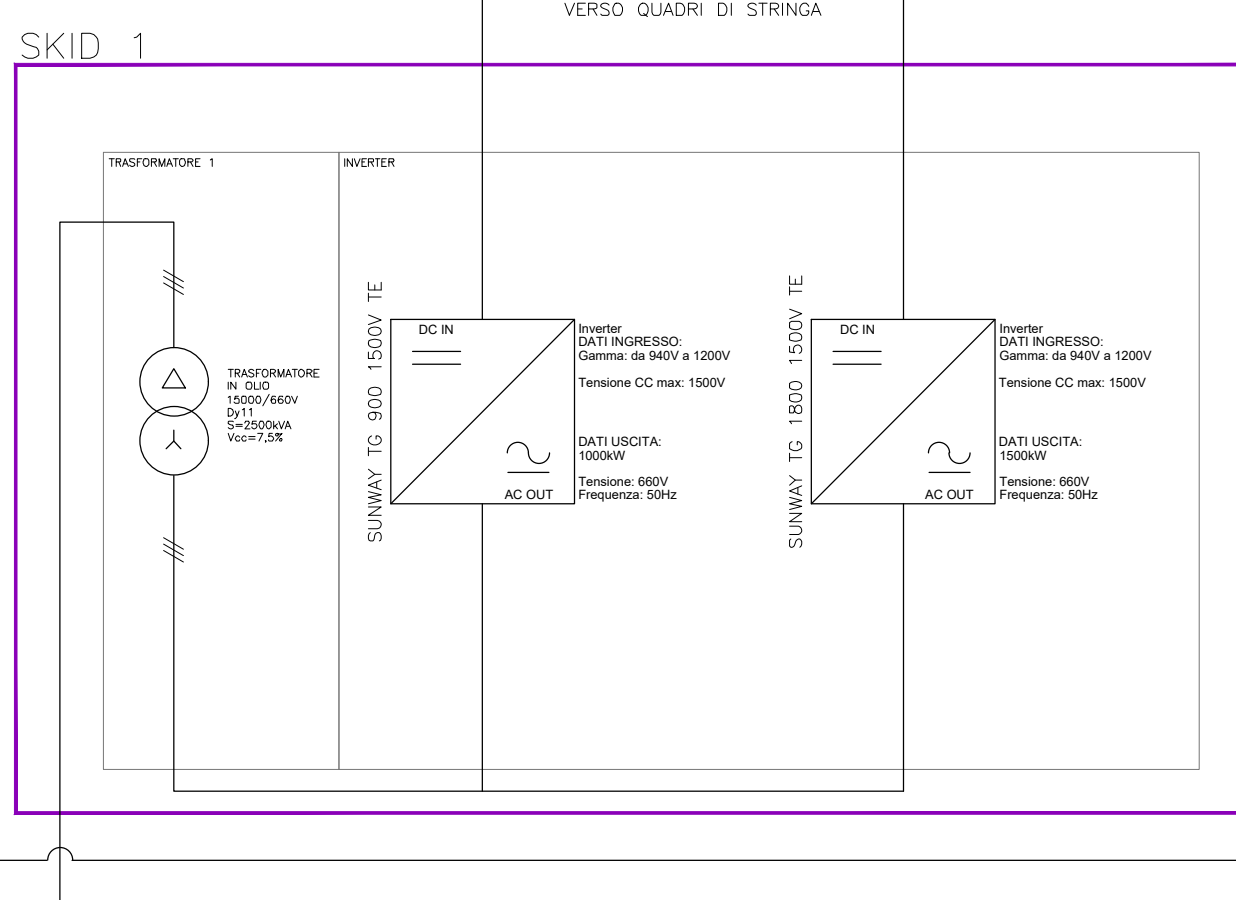 VERSO QUADRI DI STRINGA
SKID 1
TRASFORMATORE 1
INVERTER
TRASFORMATORE
IN OLIO
15000/660V
Dy11
S=2500kVA
Vcc=7,5%
SUNWAY TG 900 1500V TE
DC IN
AC OUT
Inverter
DATI INGRESSO:
Gamma: da 940V a 1200V
Tensione CC max: 1500V
DATI USCITA:
1000kW
Tensione: 660V
Frequenza: 50Hz
SUNWAY TG 1800 1500V TE
DC IN
AC OUT
Inverter
DATI INGRESSO:
Gamma: da 940V a 1200V
Tensione CC max: 1500V
DATI USCITA:
1500kW
Tensione: 660V
Frequenza: 50Hz